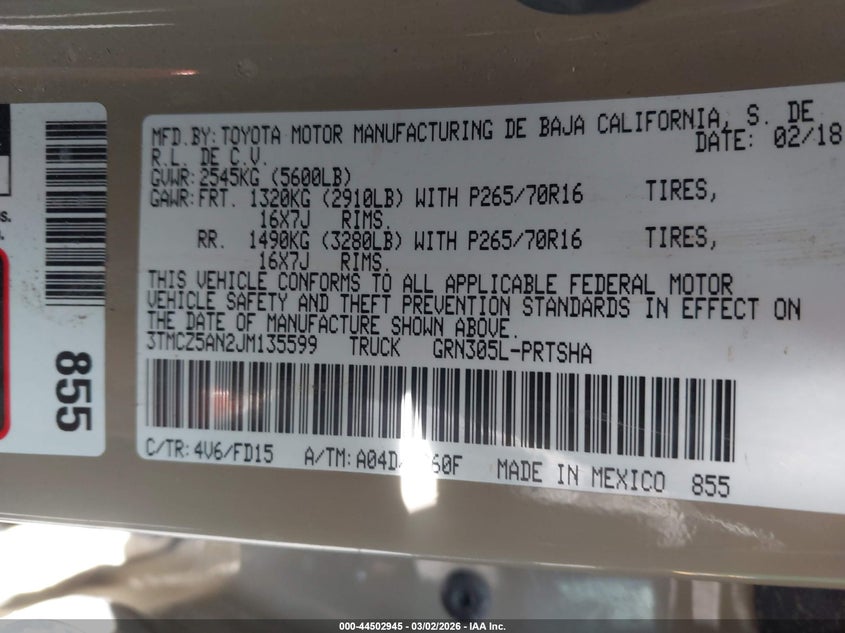 MFD.BY: TOYOTA MOTOR MANUFACTURING DE BAJA CALIFORNIA, S. DE
R.L. DE C.V. DATE: 02/18
GVWR: 2545KG (5600LB)
GAWR: FRT. 1320KG (2910LB) WITH P265/70R16 TIRES,
16X7J RIMS.
RR. 1490KG (3280LB) WITH P265/70R16 TIRES,
16X7J RIMS.
THIS VEHICLE CONFORMS TO ALL APPLICABLE FEDERAL MOTOR
VEHICLE SAFETY AND THEFT PREVENTION STANDARDS IN EFFECT ON
THE DATE OF MANUFACTURE SHOWN ABOVE.
3TMCZ5AN2JM135599 TRUCK GRN305L-PRTSHA
C/TR: 4V6/FD15 A/TM: MADE IN MEXICO 855
855
000-44502945 - 03/02/2026 - IAA Inc.